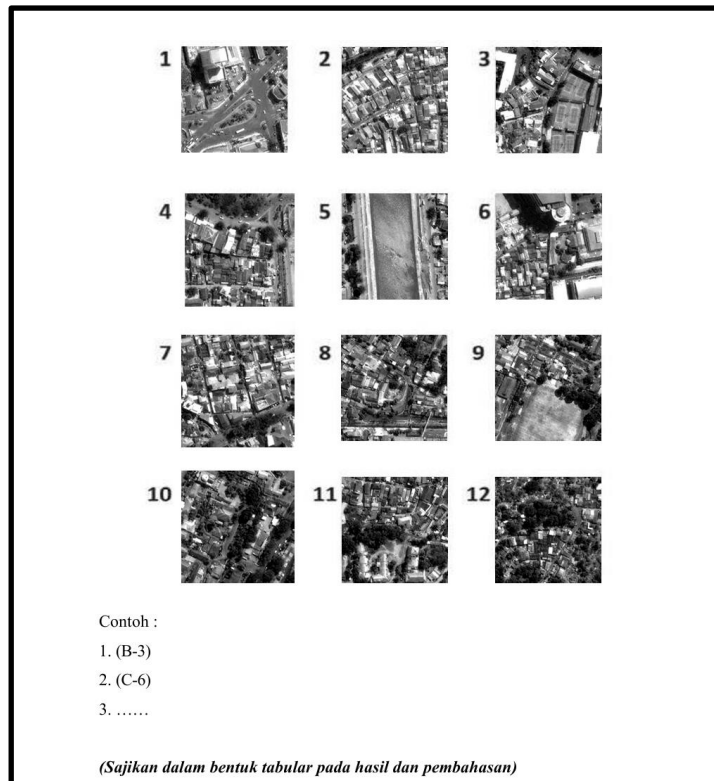 1 2 3
4 5 6
7 8 9
10 11 12
Contoh :
1. (B-3)
2. (C-6)
3. ……
(Sajikan dalam bentuk tabular pada hasil dan pembahasan)